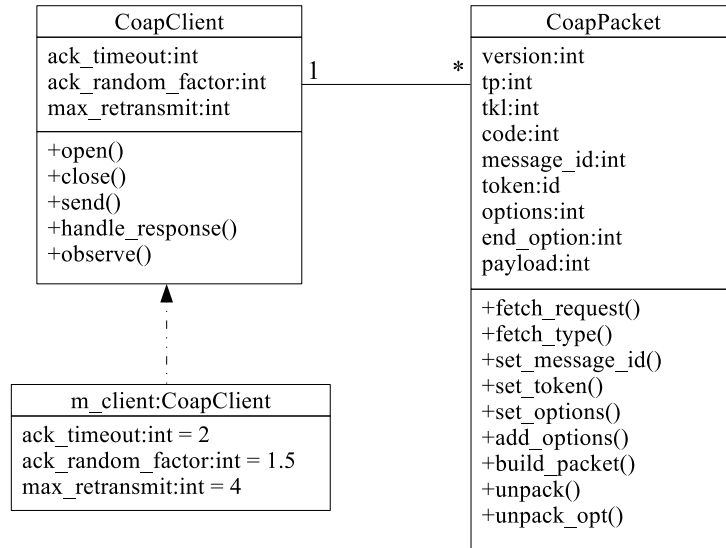 CoapClient
ack_timeout:int
ack_random_factor:int
max_retransmit:int
+open()
+close()
+send()
+handle_response()
+observe()
1
*
CoapPacket
version:int
tp:int
tkl:int
code:int
message_id:int
token:id
options:int
end_option:int
payload:int
+fetch_request()
+fetch_type()
+set_message_id()
+set_token()
+set_options()
+add_options()
+build_packet()
+unpack()
+unpack_opt()
m_client:CoapClient
ack_timeout:int = 2
ack_random_factor:int = 1.5
max_retransmit:int = 4